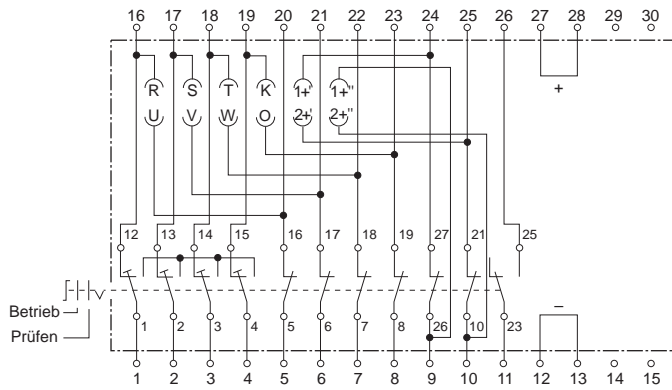 16 17 18 19 20 21 22 23 24 25 26 27 28 29 30
R S T K 1+' 1+"
+
U V W O 2+' 2+"
12 13 14 15 16 17 18 19 27 21 25
Betrieb
–
1 2 3 4 5 6 7 8 26 10 23
Prüfen
1 2 3 4 5 6 7 8 9 10 11 12 13 14 15